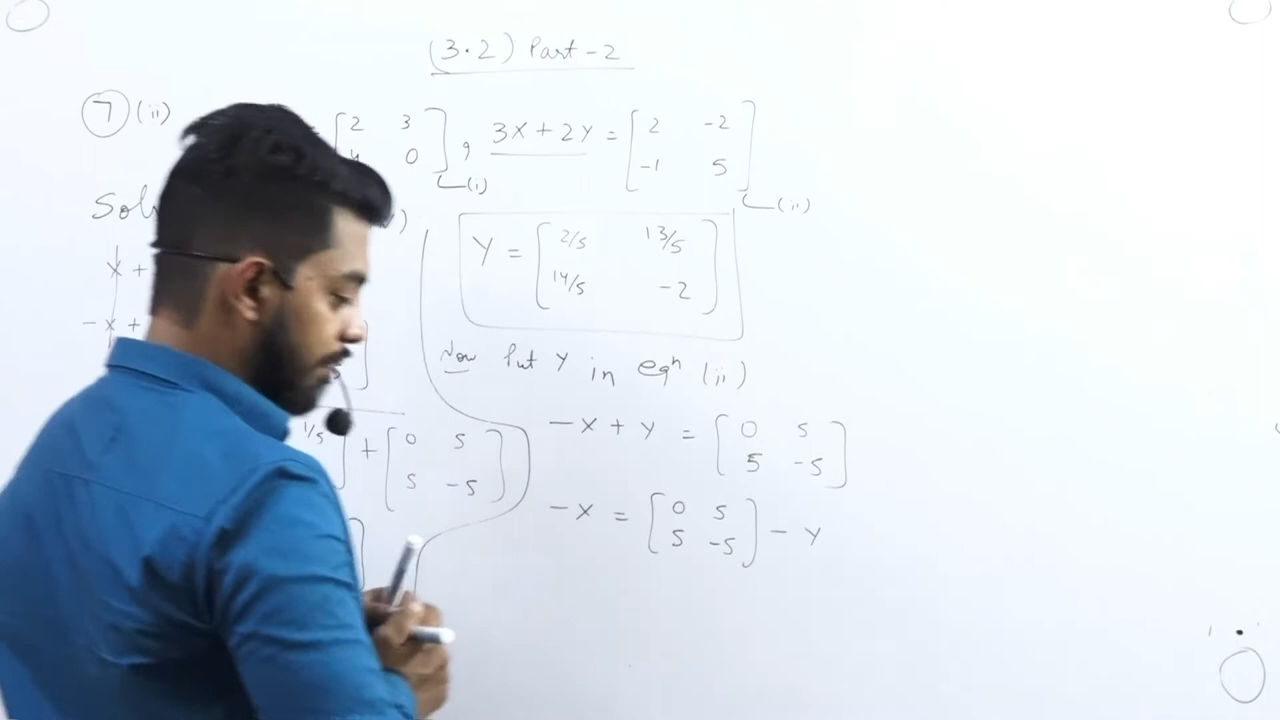 (3.2) Part-2
7 (ii)
[2 3
0], 3X + 2Y = [2 -2
-1 5]
(i)
(ii)
Y = [2/5 13/5
14/5 -2]
X +
-X +
Now Put Y in eqⁿ (ii)
1/5] + [0 5
5 -5]
-X + Y = [0 5
5 -5]
-X = [0 5
5 -5] - Y